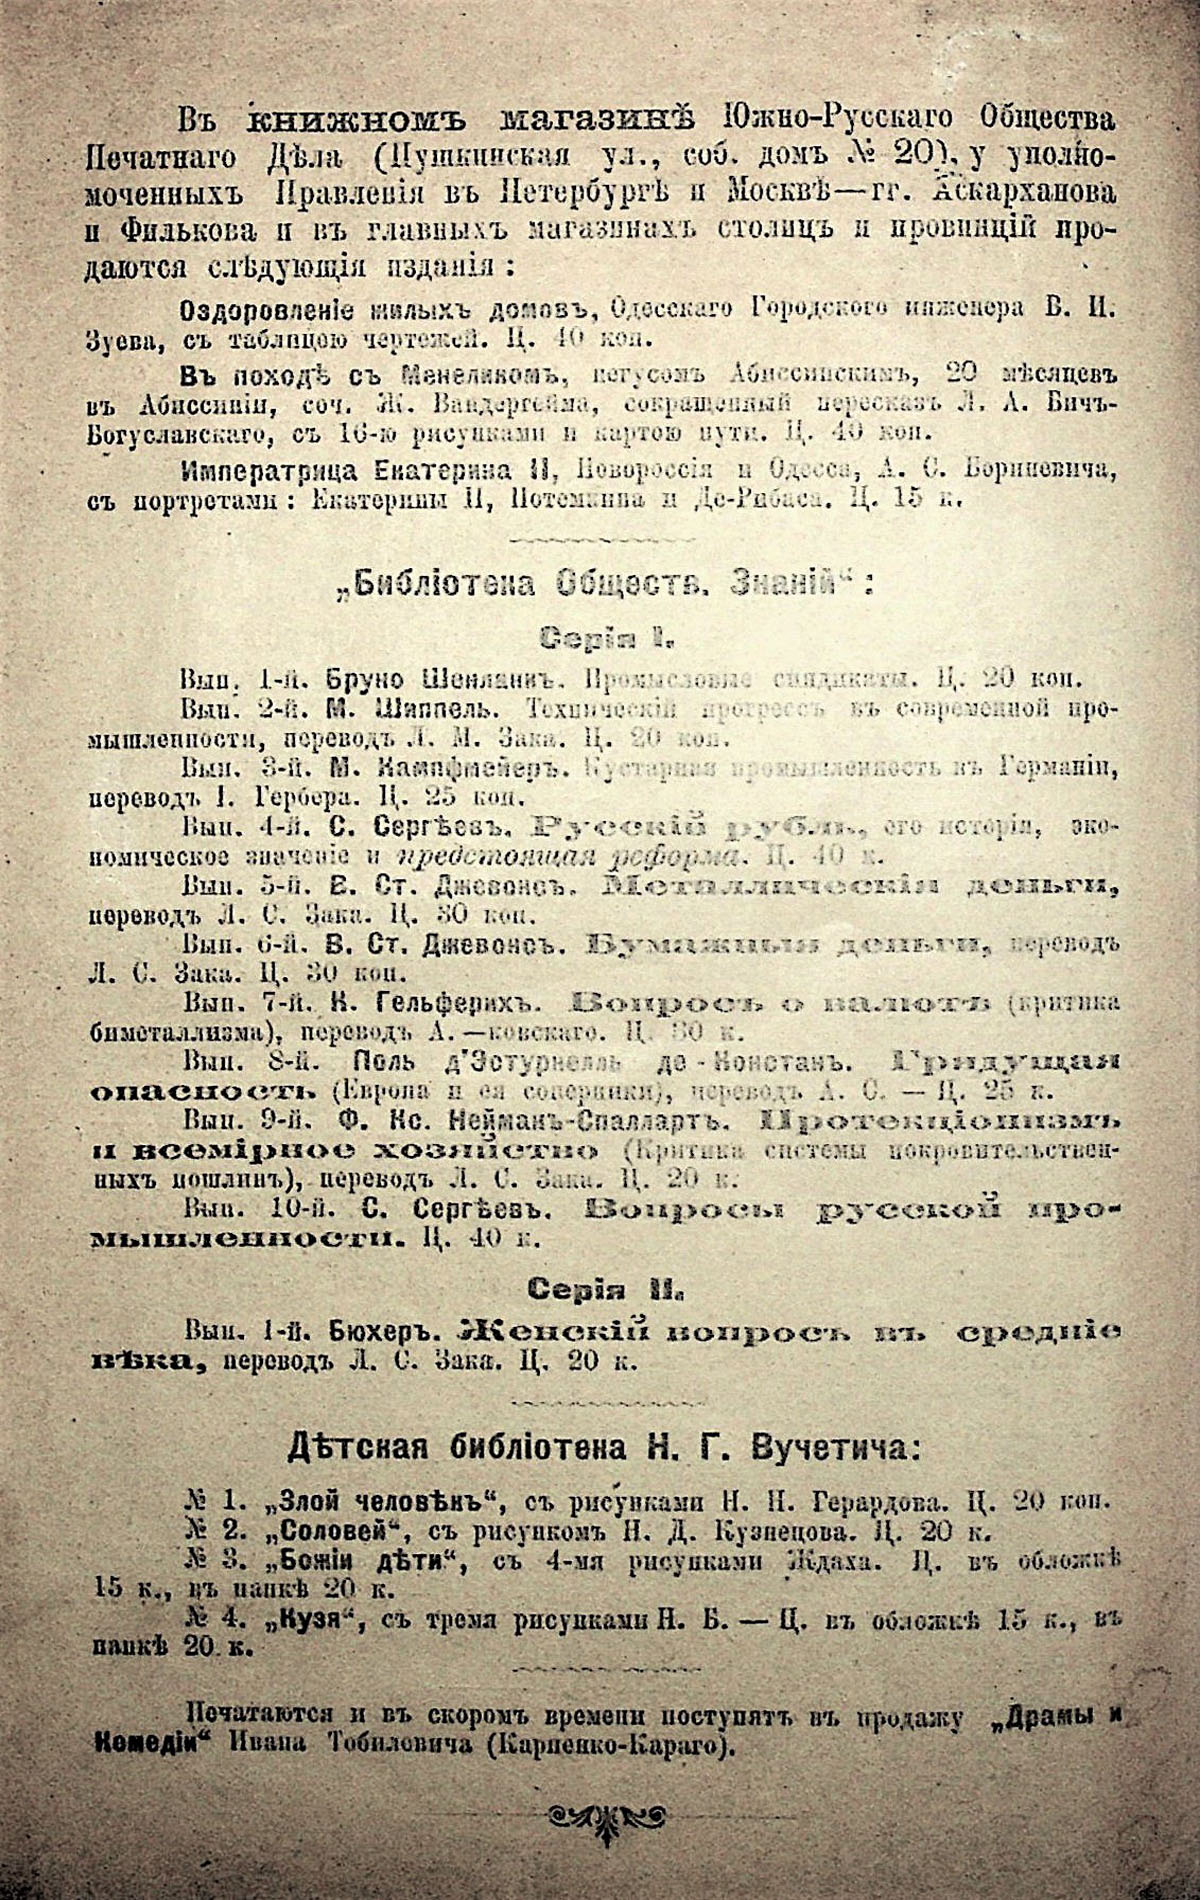 Въ книжномъ магазинѣ Южно-Русскаго Общества
Печатнаго Дѣла (Пушкинская ул., соб. домъ № 20), у уполно-
моченныхъ Правленія въ Петербургѣ и Москвѣ—гг. Аскарханова
и Филькова и въ главныхъ магазинахъ столицъ и провинцій про-
даются слѣдующія изданія:
Оздоровленіе жилыхъ домовъ, Одесскаго Городского инженера В. И.
Зуева, съ таблицею чертежей. Ц. 40 коп.
Въ походѣ съ Менеликомъ, негусомъ Абиссинскимъ, 20 мѣсяцевъ
въ Абиссиніи, соч. Ж. Вандергейма, сокращенный пересказъ Л. А. Бичъ-
Богуславскаго, съ 16-ю рисунками и картою пути. Ц. 40 коп.
Императрица Екатерина II, Новороссія и Одесса, А. С. Бориневича,
съ портретами: Екатерины II, Потемкина и Де-Рибаса. Ц. 15 к.
„Библіотека Обществ. Знаній“:
Серія I.
Вып. 1-й. Бруно Шенланкъ. Промысловые синдикаты. Ц. 20 коп.
Вып. 2-й. М. Шиппель. Техническій прогрессъ въ современной про-
мышленности, переводъ Л. М. Зака. Ц. 20 коп.
Вып. 3-й. М. Кампфмейеръ. Кустарная промышленность въ Германіи,
переводъ І. Гербера. Ц. 25 коп.
Вып. 4-й. С. Сергѣевъ. Русскій рубль, его исторія, эко-
номическое значеніе и предстоящая реформа. Ц. 40 к.
Вып. 5-й. В. Ст. Джевонсъ. Металлическія деньги,
переводъ Л. С. Зака. Ц. 30 коп.
Вып. 6-й. В. Ст. Джевонсъ. Бумажныя деньги, переводъ
Л. С. Зака. Ц. 30 коп.
Вып. 7-й. К. Гельферихъ. Вопросъ о валютѣ (критика
биметаллизма), переводъ А. —ковскаго. Ц. 30 к.
Вып. 8-й. Поль д'Эстурнелль де-Констанъ. Грядущая
опасность (Европа и ея соперники), переводъ А. С. — Ц. 25 к.
Вып. 9-й. Ф. Кс. Нейманъ-Спаллартъ. Протекціонизмъ
и всемірное хозяйство (Критика системы покровительствен-
ныхъ пошлинъ), переводъ Л. С. Зака. Ц. 20 к.
Вып. 10-й. С. Сергѣевъ. Вопросы русской про-
мышленности. Ц. 40 к.
Серія II.
Вып. 1-й. Бюхеръ. Женскій вопросъ въ средніе
вѣка, переводъ Л. С. Зака. Ц. 20 к.
Дѣтская библіотека Н. Г. Вучетича:
№ 1. „Злой человѣкъ“, съ рисунками Н. Н. Герардова. Ц. 20 коп.
№ 2. „Соловей“, съ рисункомъ Н. Д. Кузнецова. Ц. 20 к.
№ 3. „Божіи дѣти“, съ 4-мя рисунками Ждаха. Ц. въ обложкѣ
15 к., въ папкѣ 20 к.
№ 4. „Кузя“, съ тремя рисунками Н. Б. — Ц. въ обложкѣ 15 к., въ
папкѣ 20 к.
Печатаются и въ скоромъ времени поступятъ въ продажу „Драмы и
Комедіи“ Ивана Тобилевича (Карпенко-Караго).